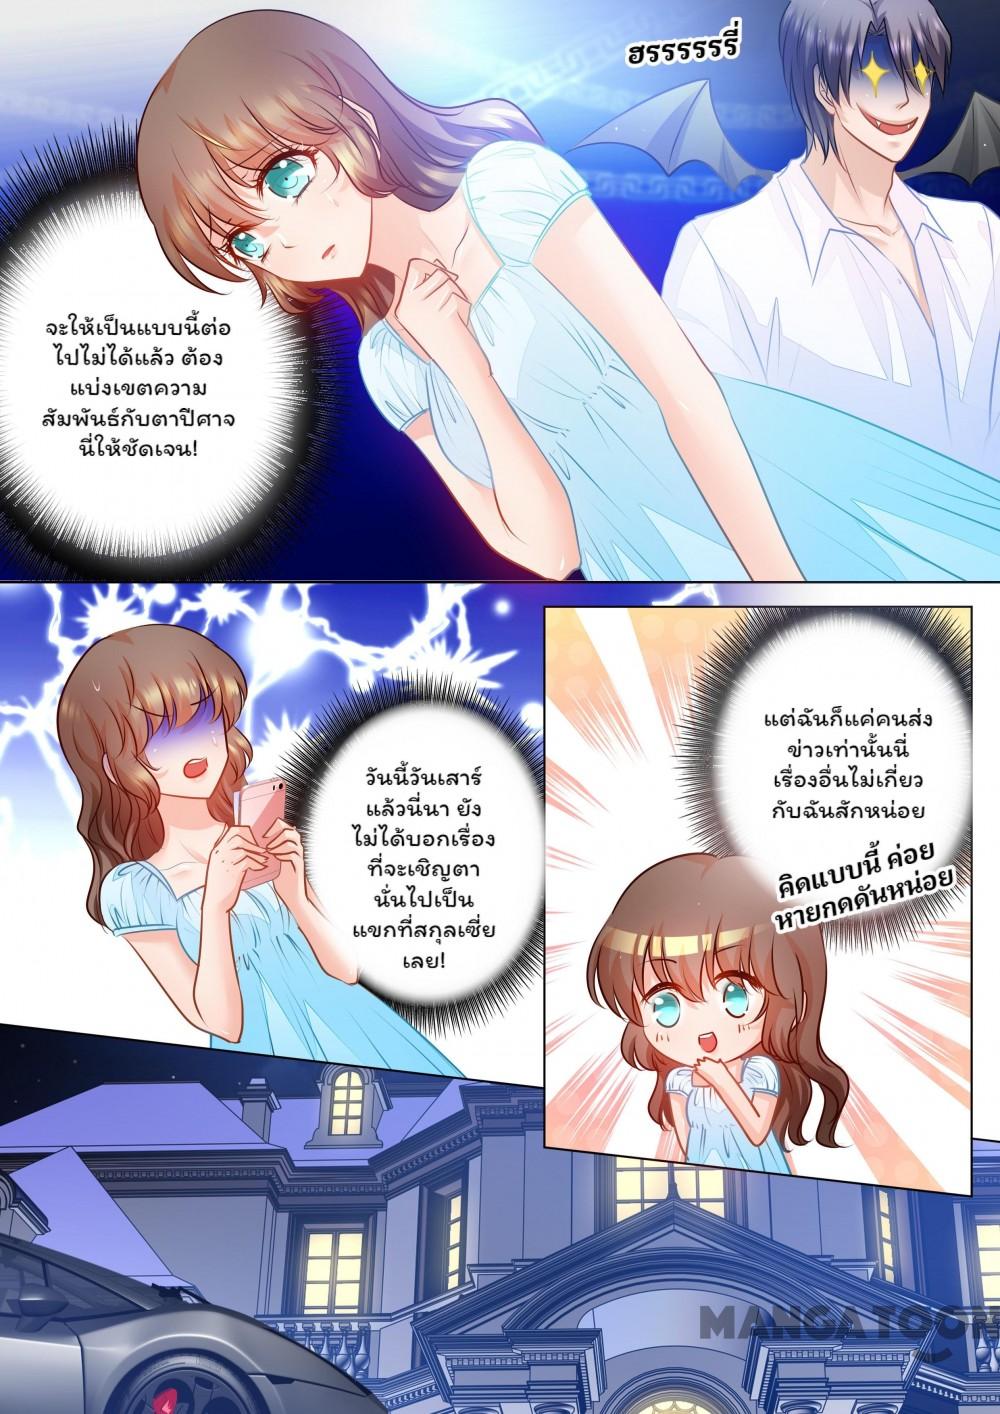 ฮรรรรรรี่
จะให้เป็นแบบนี้ต่อ
ไปไม่ได้แล้ว ต้อง
แบ่งเขตความ
สัมพันธ์กับตาปีศาจ
นี่ให้ชัดเจน!
วันนี้วันเสาร์
แล้วนี่นา ยัง
ไม่ได้บอกเรื่อง
ที่จะเชิญตา
นั่นไปเป็น
แขกที่สกุลเซี่ย
เลย!
แต่ฉันก็แค่คนส่ง
ข่าวเท่านั้นนี่
เรื่องอื่นไม่เกี่ยว
กับฉันสักหน่อย
คิดแบบนี้ ค่อย
หายกดดันหน่อย
MANGATOON